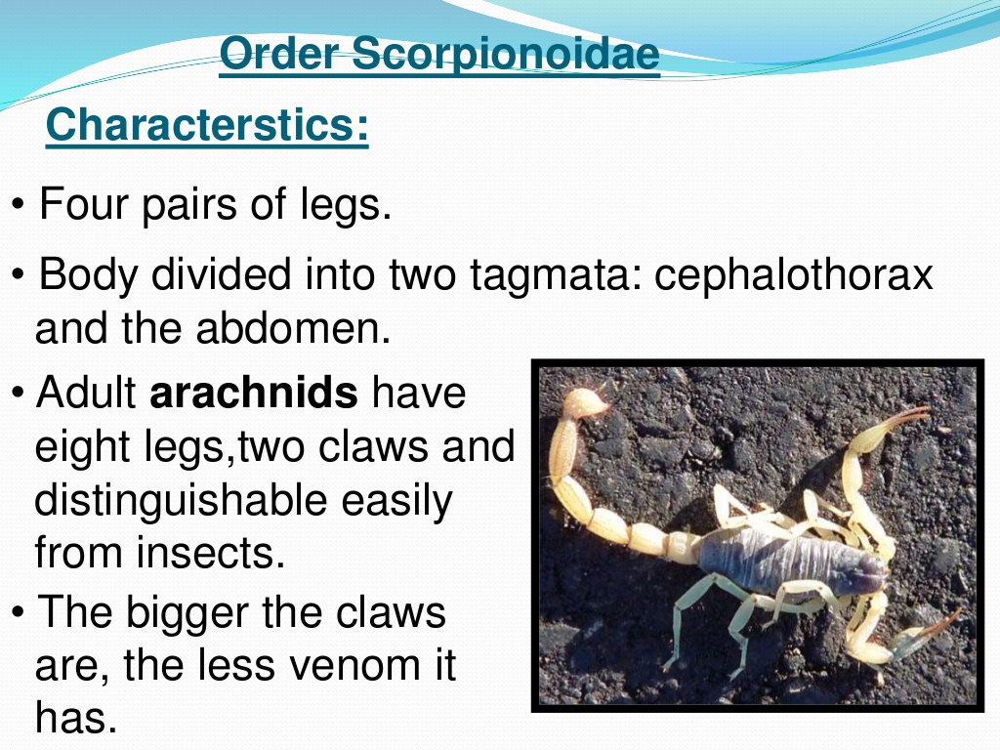 Order Scorpionoidae
Characterstics:
• Four pairs of legs.
• Body divided into two tagmata: cephalothorax
and the abdomen.
• Adult arachnids have
eight legs,two claws and
distinguishable easily
from insects.
• The bigger the claws
are, the less venom it
has.